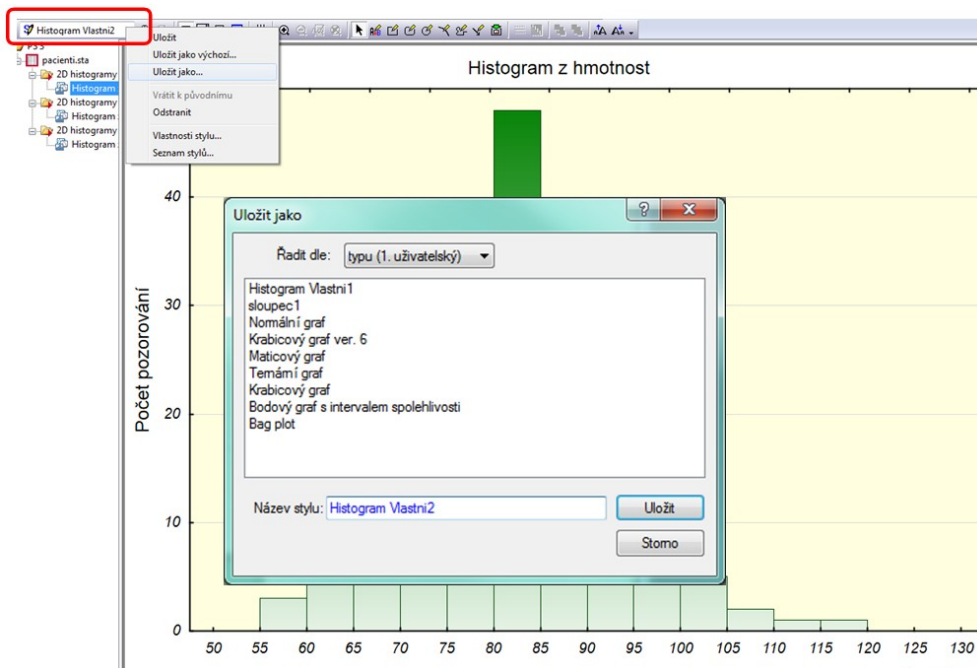 Histogram Vlastni2
Uložit
Uložit jako výchozí...
Uložit jako...
Vrátit k původnímu
Odstranit
Vlastnosti stylu...
Seznam stylů...
pacienti.sta
2D histogramy
Histogram
2D histogramy
Histogram
2D histogramy
Histogram
Histogram z hmotnost
Počet pozorování
40
30
20
10
0
Uložit jako
Řadit dle: typu (1. uživatelský)
Histogram Vlastni1
sloupec1
Normální graf
Krabicový graf ver. 6
Maticový graf
Ternární graf
Krabicový graf
Bodový graf s intervalem spolehlivosti
Bag plot
Název stylu: Histogram Vlastni2
Uložit
Storno
50 55 60 65 70 75 80 85 90 95 100 105 110 115 120 125 130